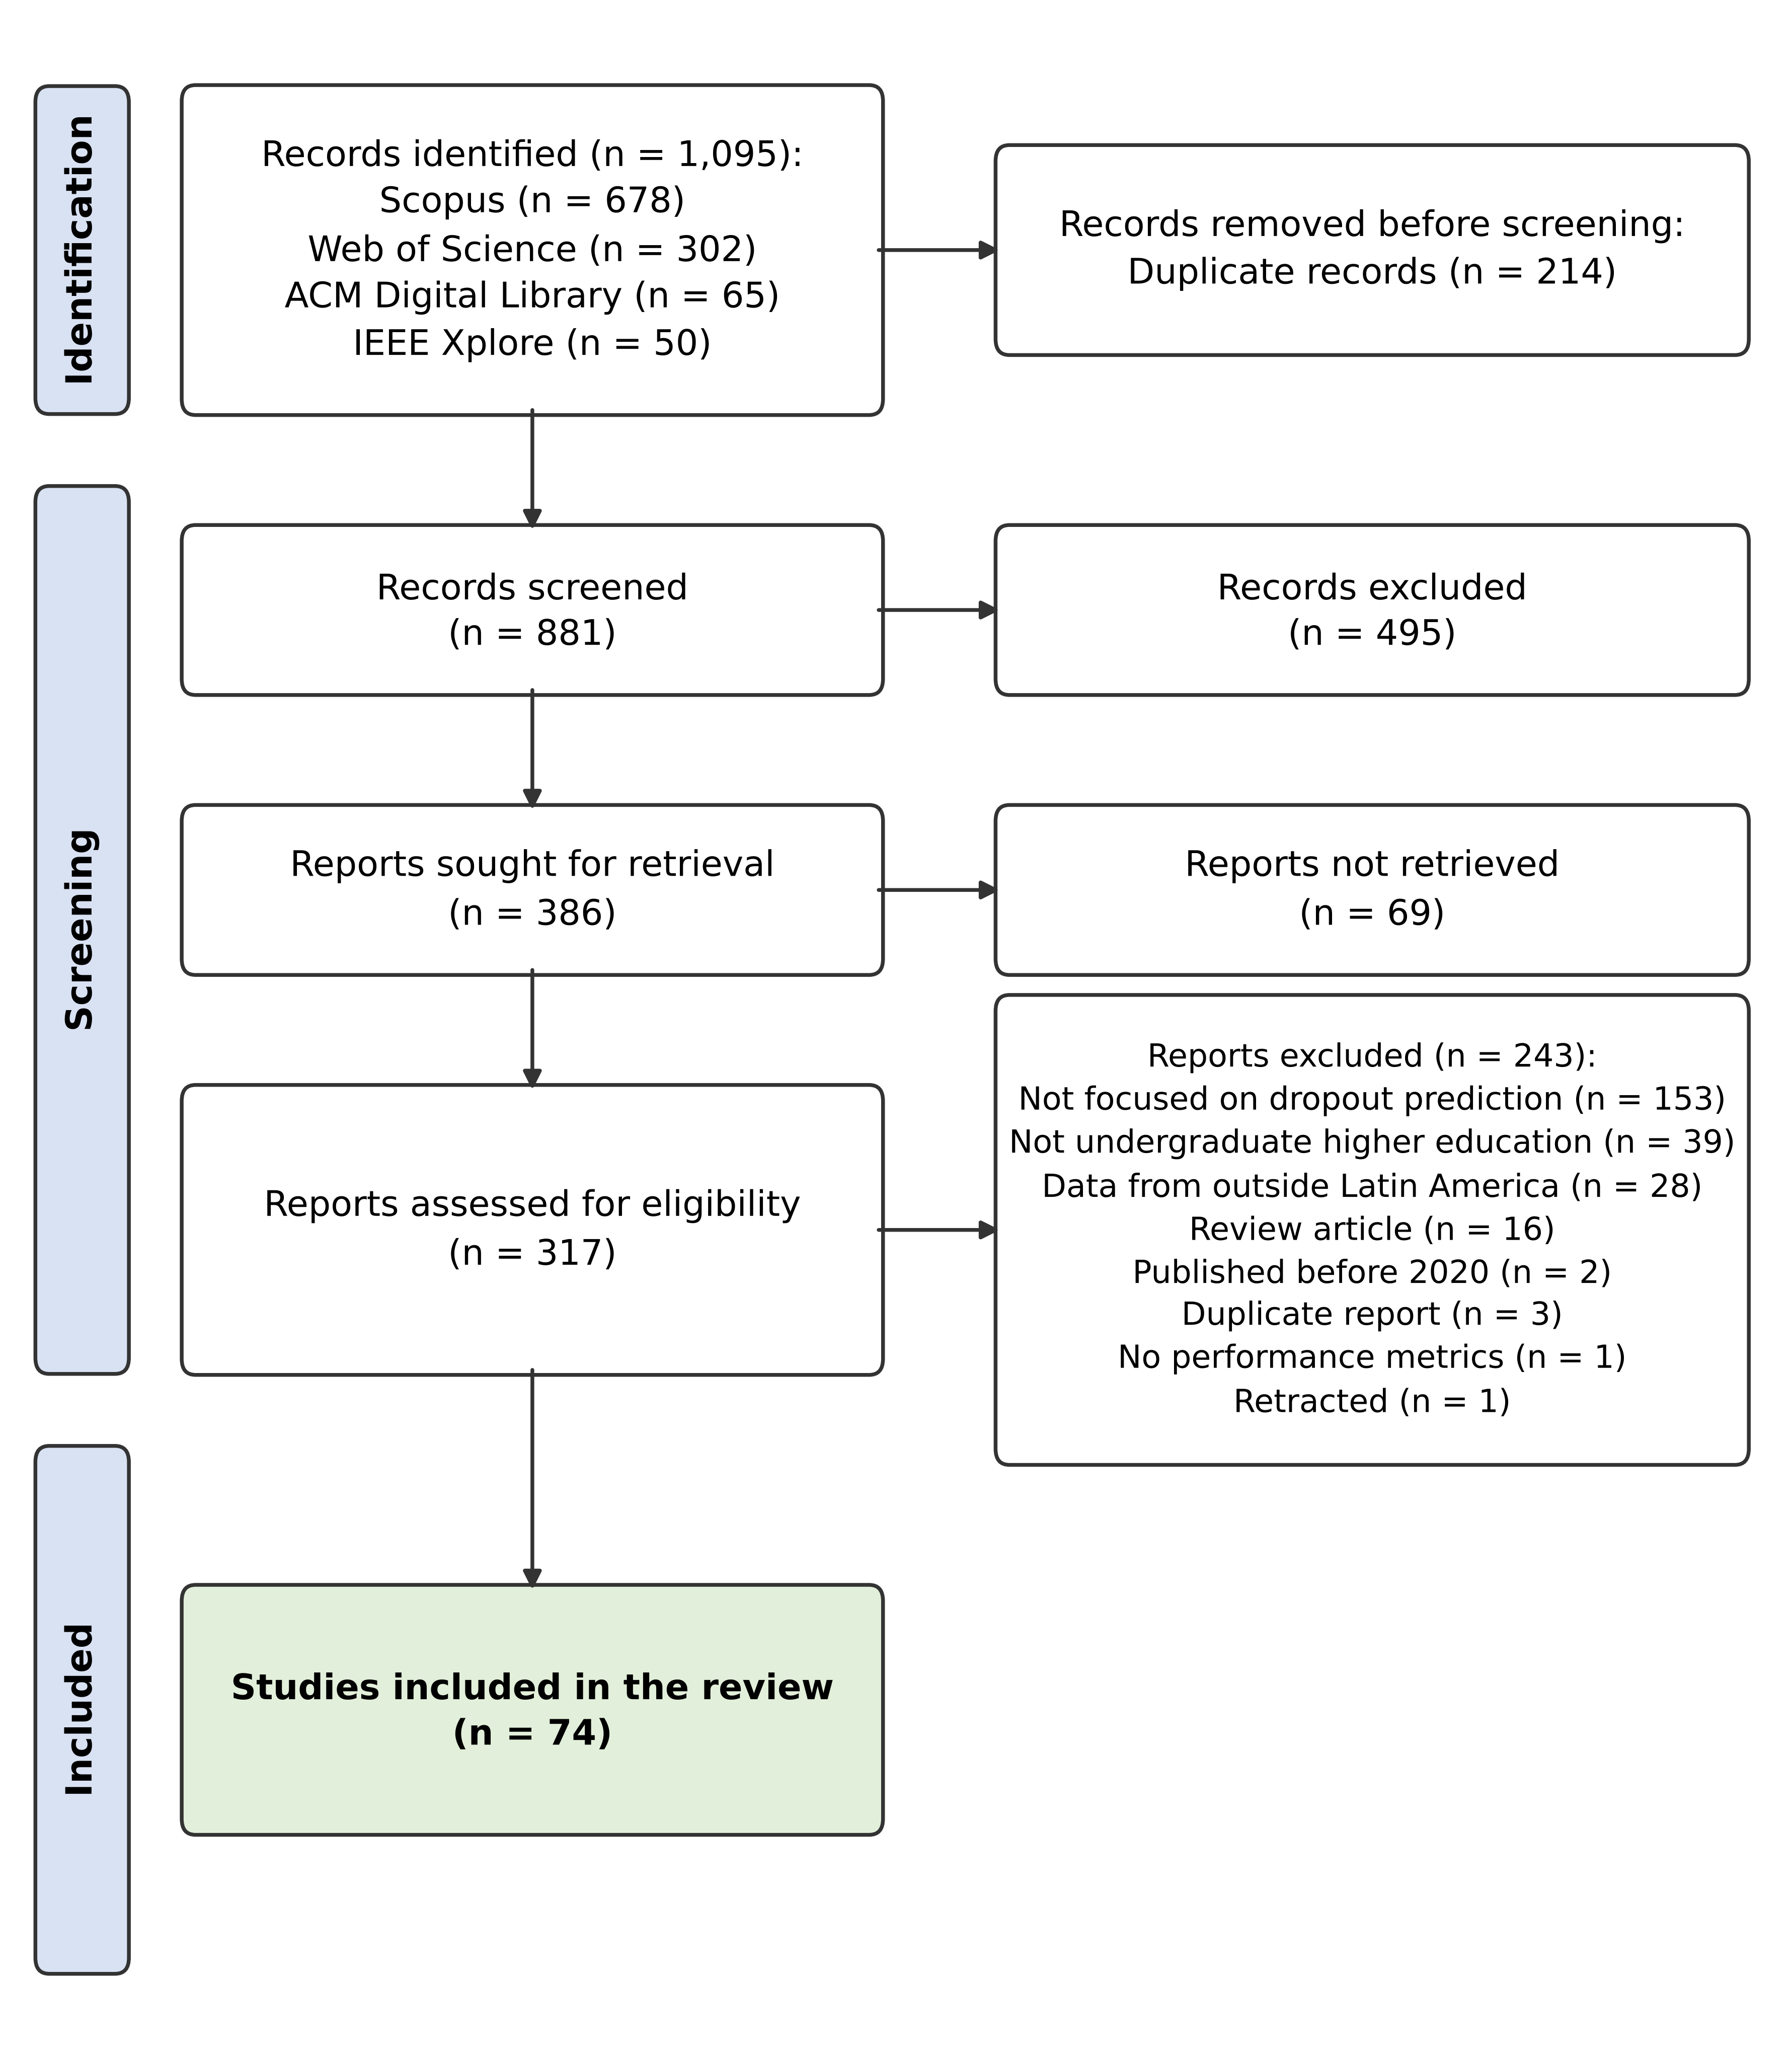 Identification
Records identified (n = 1,095):
Scopus (n = 678)
Web of Science (n = 302)
ACM Digital Library (n = 65)
IEEE Xplore (n = 50)
Records removed before screening:
Duplicate records (n = 214)
Screening
Records screened
(n = 881)
Records excluded
(n = 495)
Reports sought for retrieval
(n = 386)
Reports not retrieved
(n = 69)
Reports assessed for eligibility
(n = 317)
Reports excluded (n = 243):
Not focused on dropout prediction (n = 153)
Not undergraduate higher education (n = 39)
Data from outside Latin America (n = 28)
Review article (n = 16)
Published before 2020 (n = 2)
Duplicate report (n = 3)
No performance metrics (n = 1)
Retracted (n = 1)
Included
Studies included in the review
(n = 74)